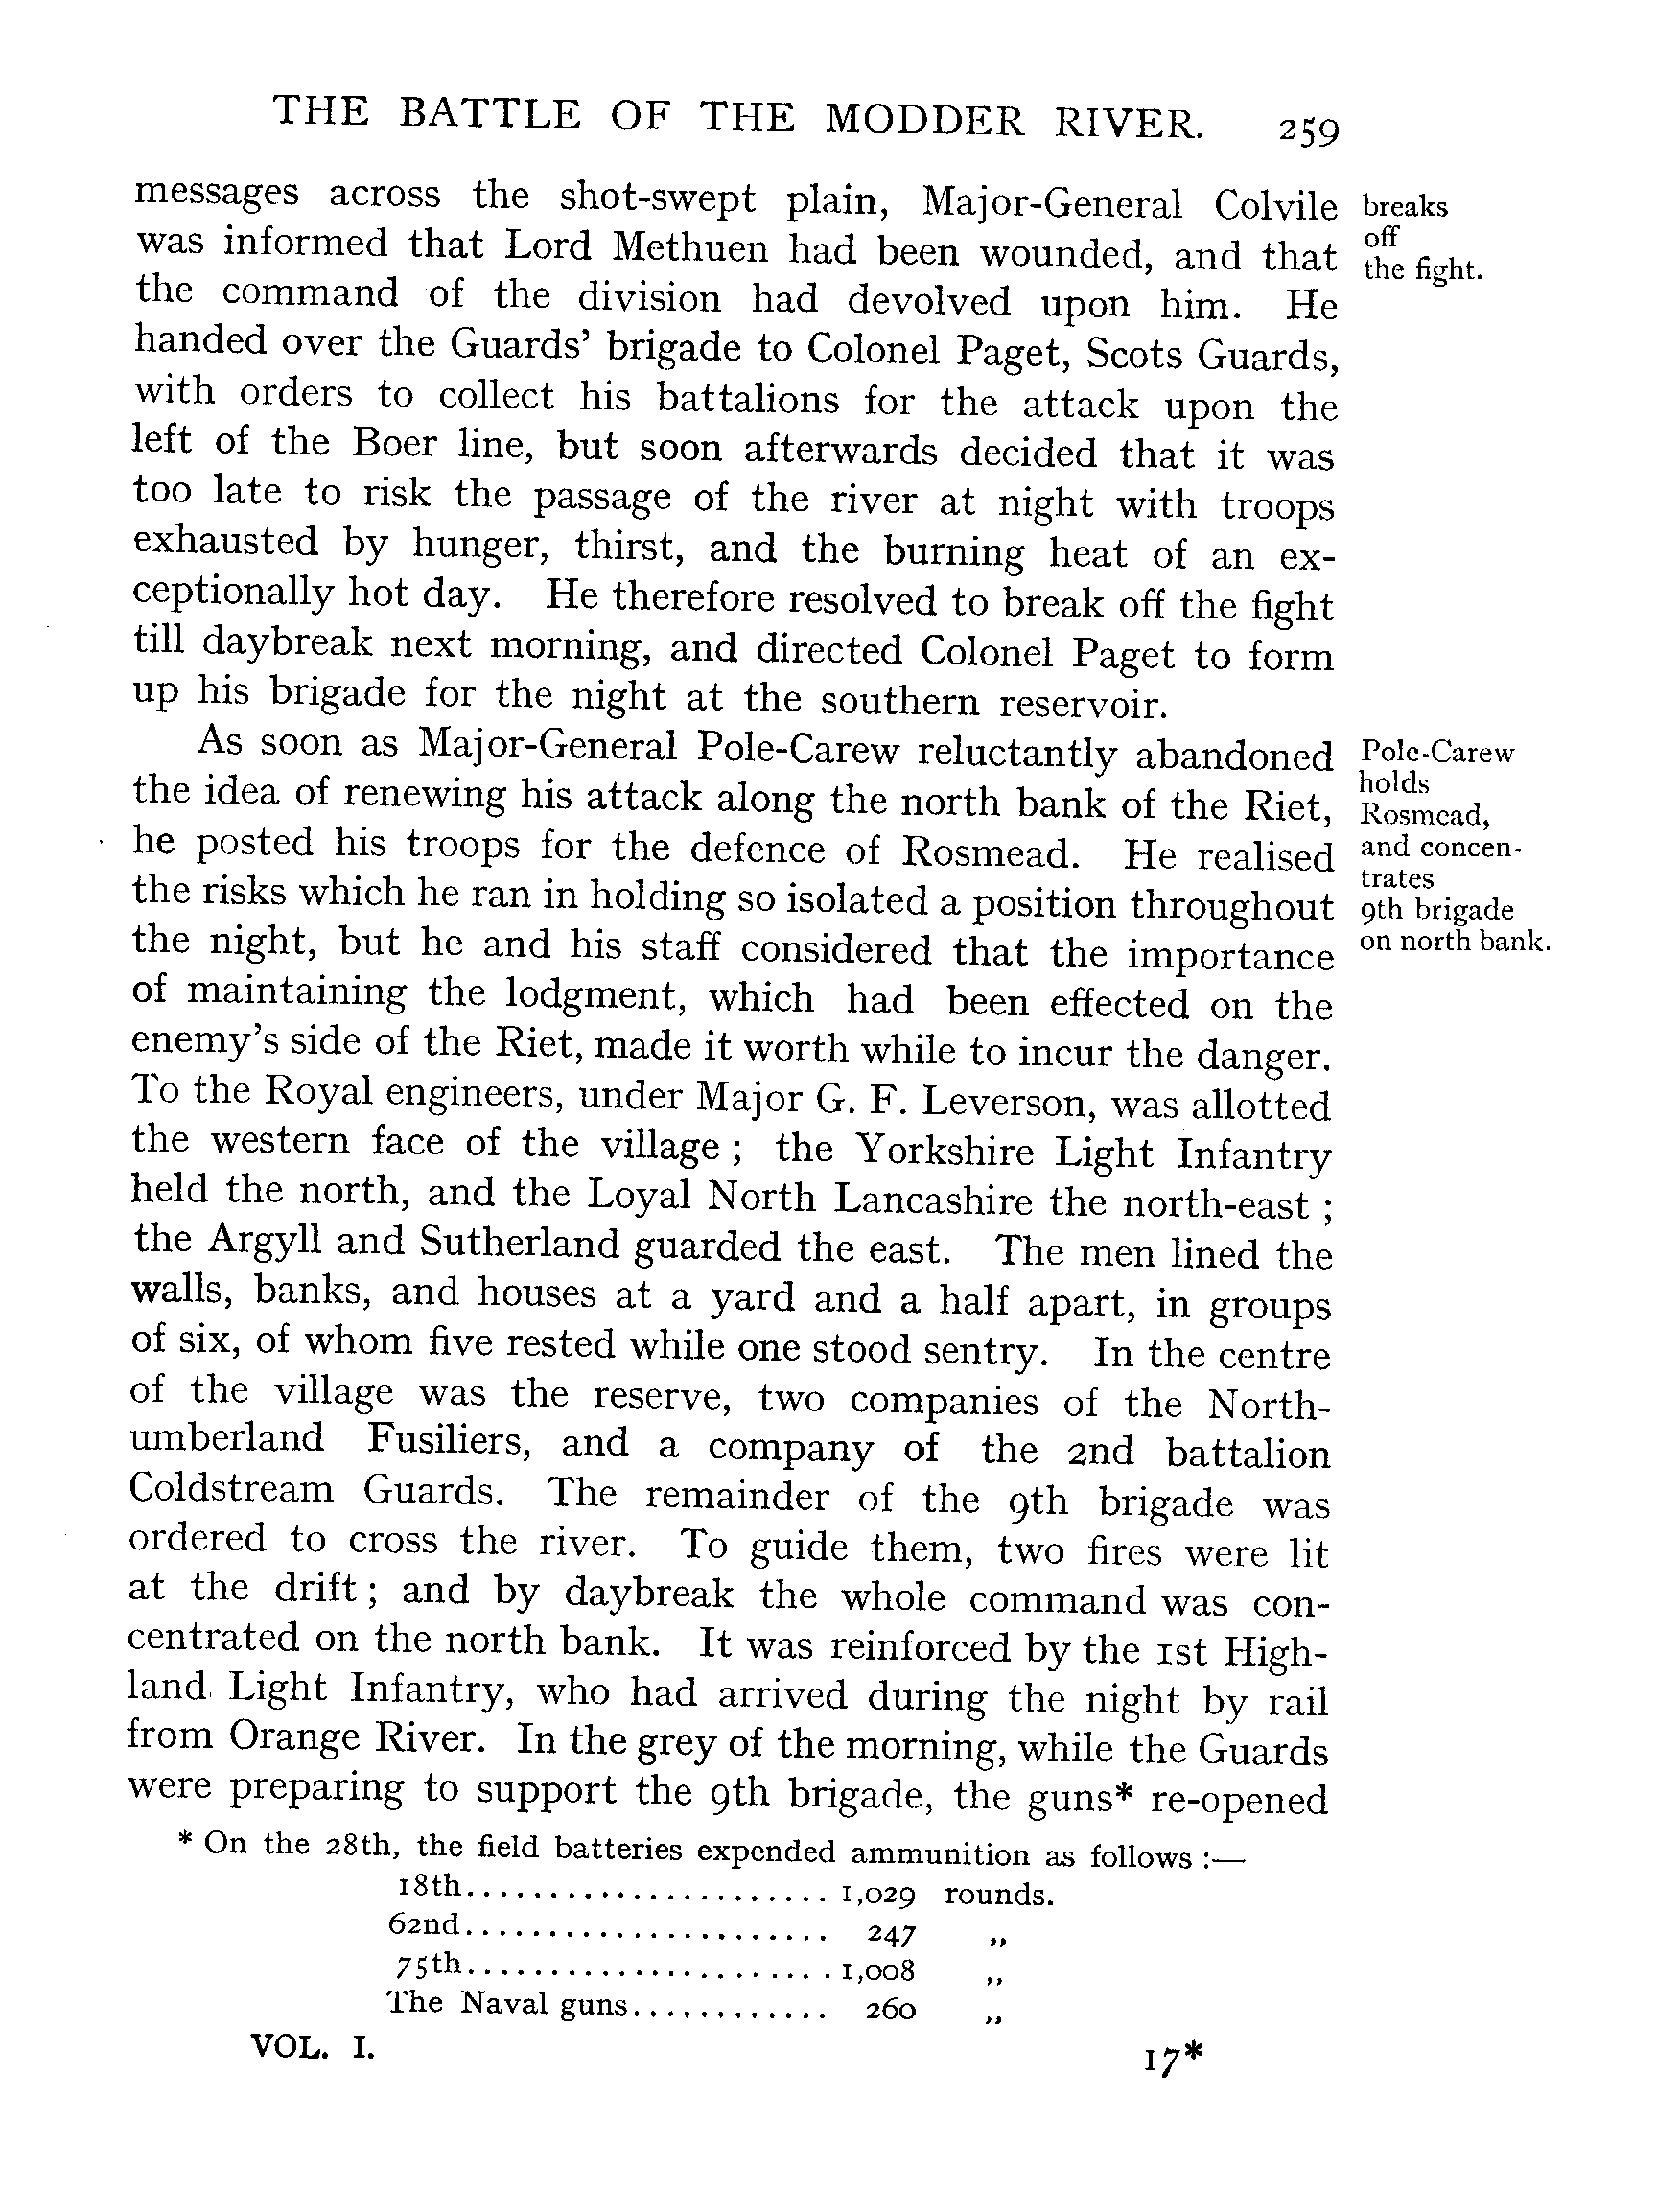 THE BATTLE OF THE MODDER RIVER. 259
messages across the shot-swept plain, Major-General Colvile
was informed that Lord Methuen had been wounded, and that
the command of the division had devolved upon him. He
handed over the Guards' brigade to Colonel Paget, Scots Guards,
with orders to collect his battalions for the attack upon the
left of the Boer line, but soon afterwards decided that it was
too late to risk the passage of the river at night with troops
exhausted by hunger, thirst, and the burning heat of an ex-
ceptionally hot day. He therefore resolved to break off the fight
till daybreak next morning, and directed Colonel Paget to form
up his brigade for the night at the southern reservoir.
breaks
off
the fight.
As soon as Major-General Pole-Carew reluctantly abandoned
the idea of renewing his attack along the north bank of the Riet,
he posted his troops for the defence of Rosmead. He realised
the risks which he ran in holding so isolated a position throughout
the night, but he and his staff considered that the importance
of maintaining the lodgment, which had been effected on the
enemy's side of the Riet, made it worth while to incur the danger.
To the Royal engineers, under Major G. F. Leverson, was allotted
the western face of the village ; the Yorkshire Light Infantry
held the north, and the Loyal North Lancashire the north-east ;
the Argyll and Sutherland guarded the east. The men lined the
walls, banks, and houses at a yard and a half apart, in groups
of six, of whom five rested while one stood sentry. In the centre
of the village was the reserve, two companies of the North-
umberland Fusiliers, and a company of the 2nd battalion
Coldstream Guards. The remainder of the 9th brigade was
ordered to cross the river. To guide them, two fires were lit
at the drift ; and by daybreak the whole command was con-
centrated on the north bank. It was reinforced by the 1st High-
land Light Infantry, who had arrived during the night by rail
from Orange River. In the grey of the morning, while the Guards
were preparing to support the 9th brigade, the guns* re-opened
Pole-Carew
holds
Rosmead,
and concen-
trates
9th brigade
on north bank.
* On the 28th, the field batteries expended ammunition as follows :—
18th...................... 1,029 rounds.
62nd...................... 247 „
75th...................... 1,008 „
The Naval guns............ 260 „
VOL. I. 17*